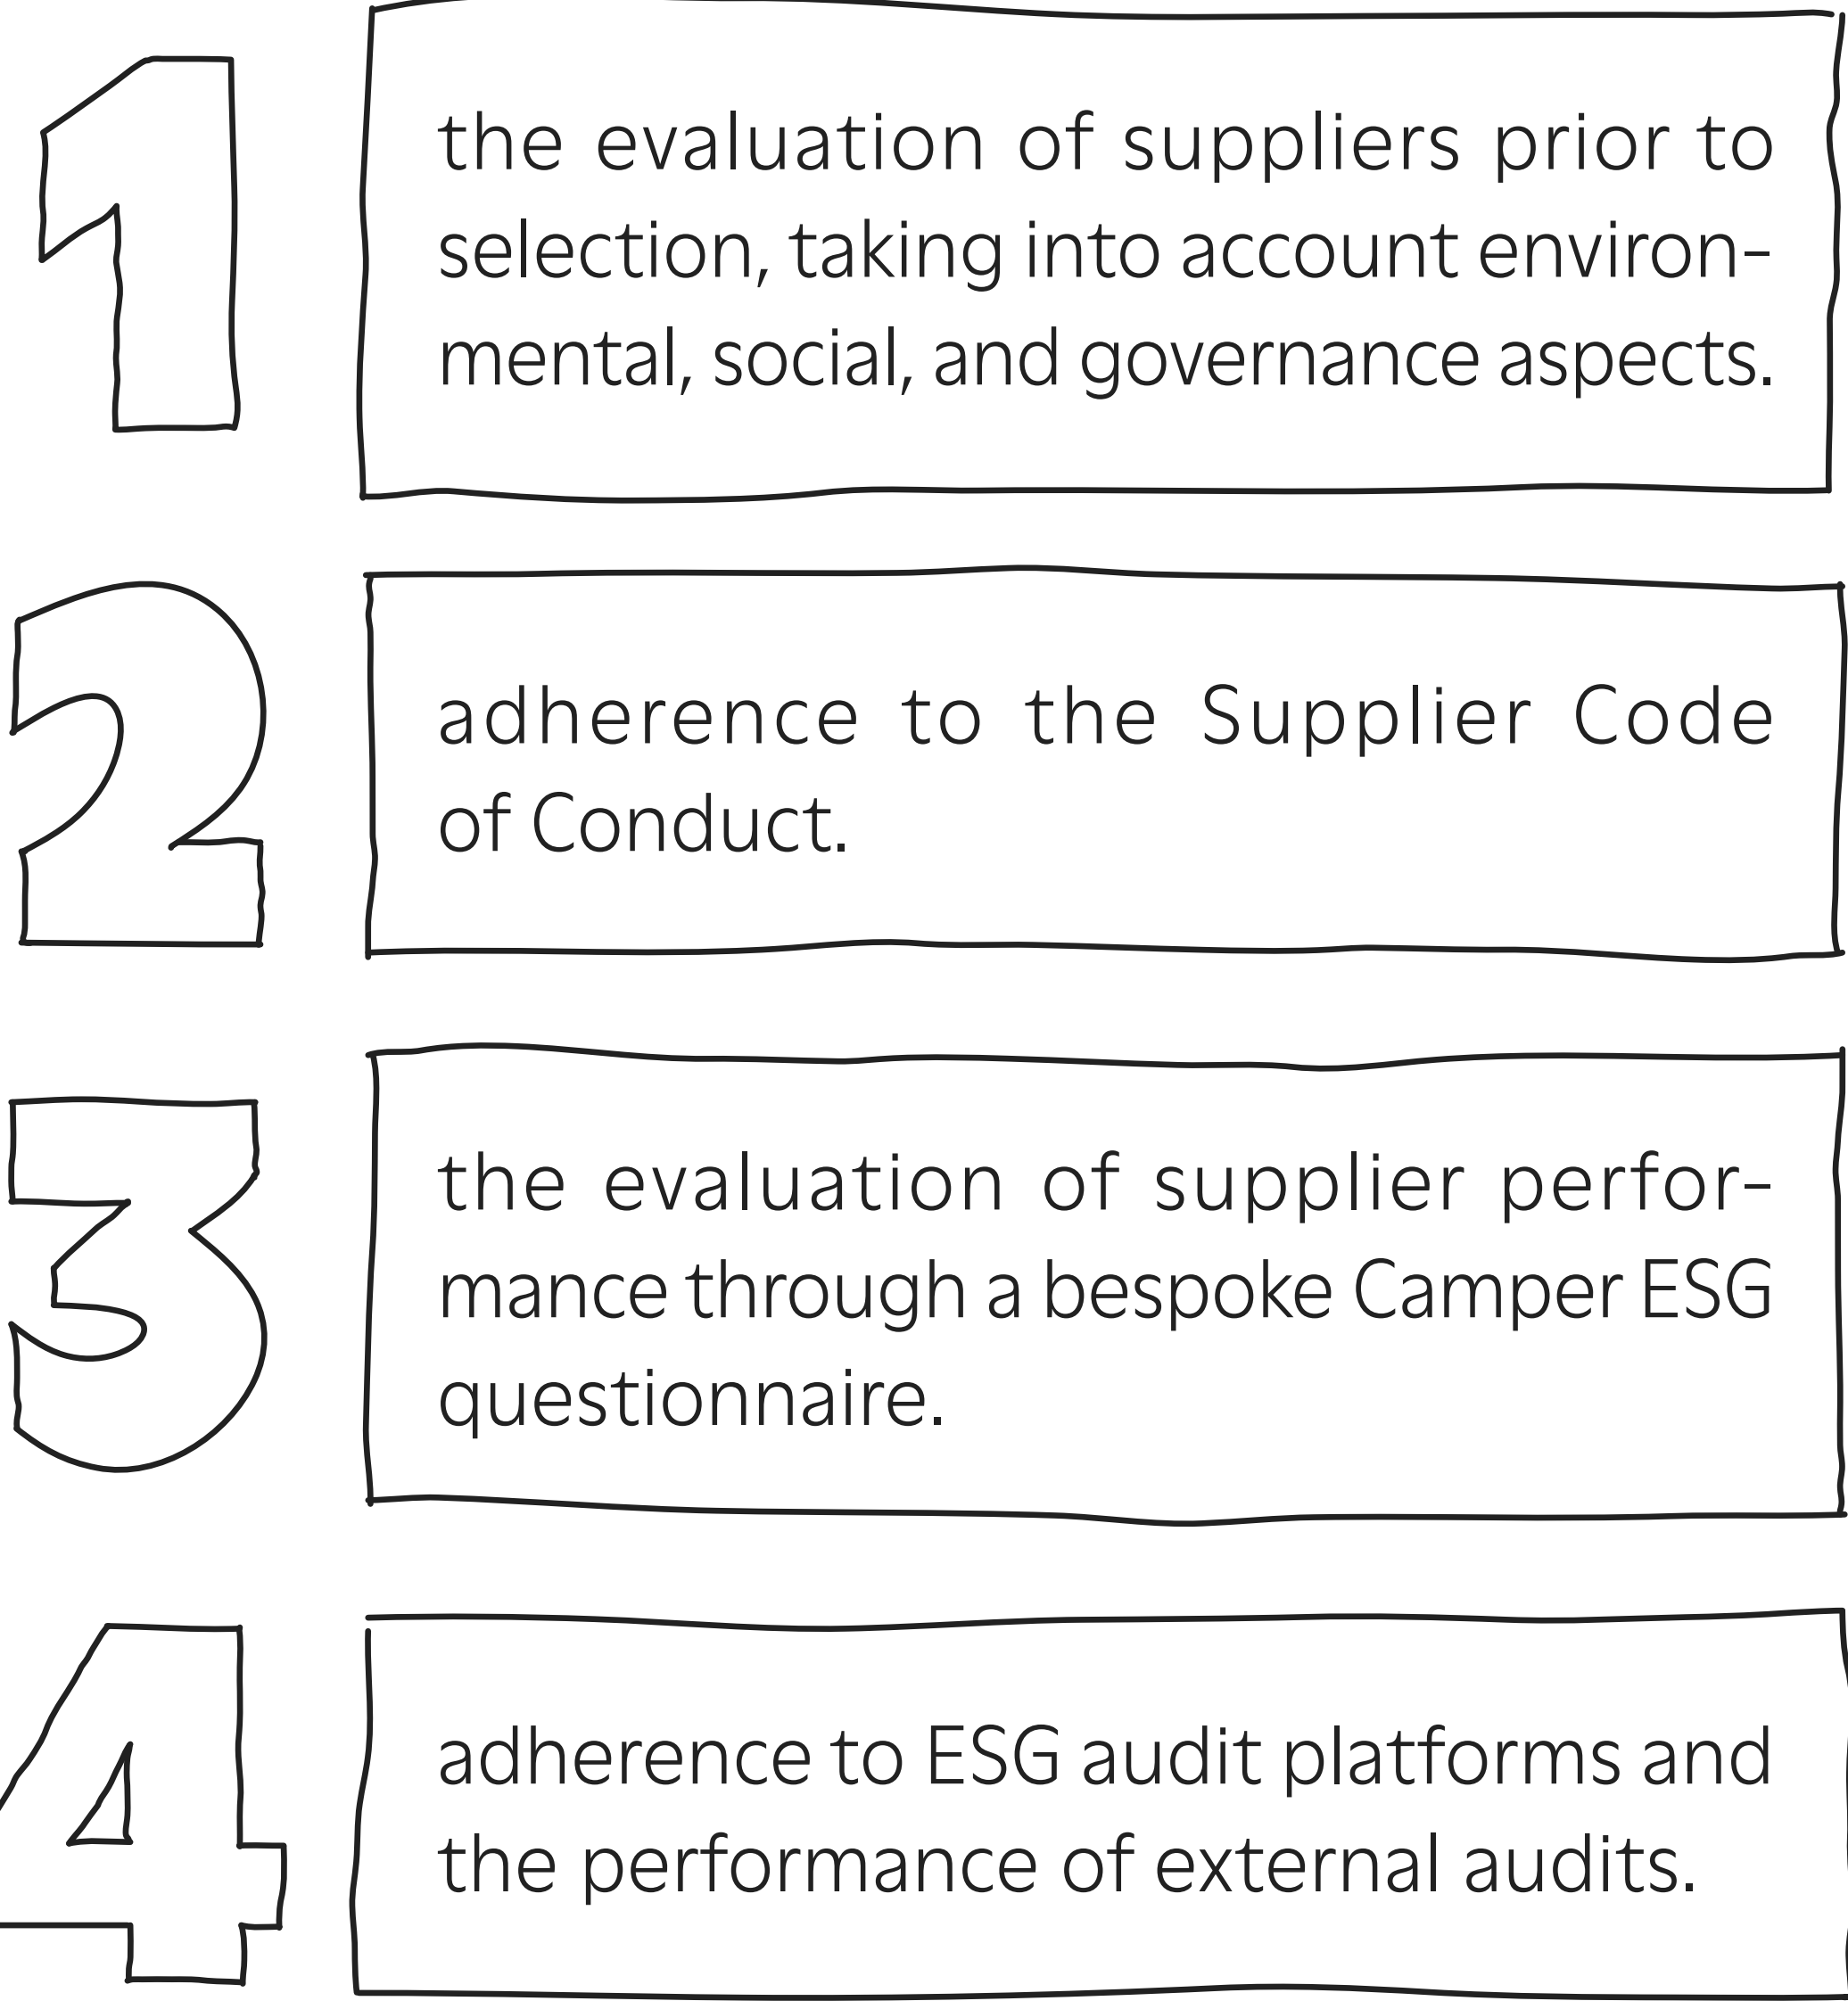 1
the evaluation of suppliers prior to
selection, taking into account environ-
mental, social, and governance aspects.
2
adherence to the Supplier Code
of Conduct.
3
the evaluation of supplier perfor-
mance through a bespoke Camper ESG
questionnaire.
4
adherence to ESG audit platforms and
the performance of external audits.